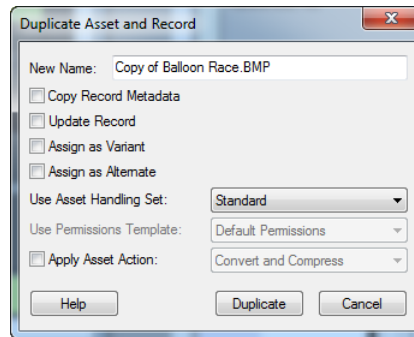 Duplicate Asset and Record
New Name: Copy of Balloon Race.BMP
Copy Record Metadata
Update Record
Assign as Variant
Assign as Alternate
Use Asset Handling Set: Standard
Use Permissions Template: Default Permissions
Apply Asset Action: Convert and Compress
Help Duplicate Cancel